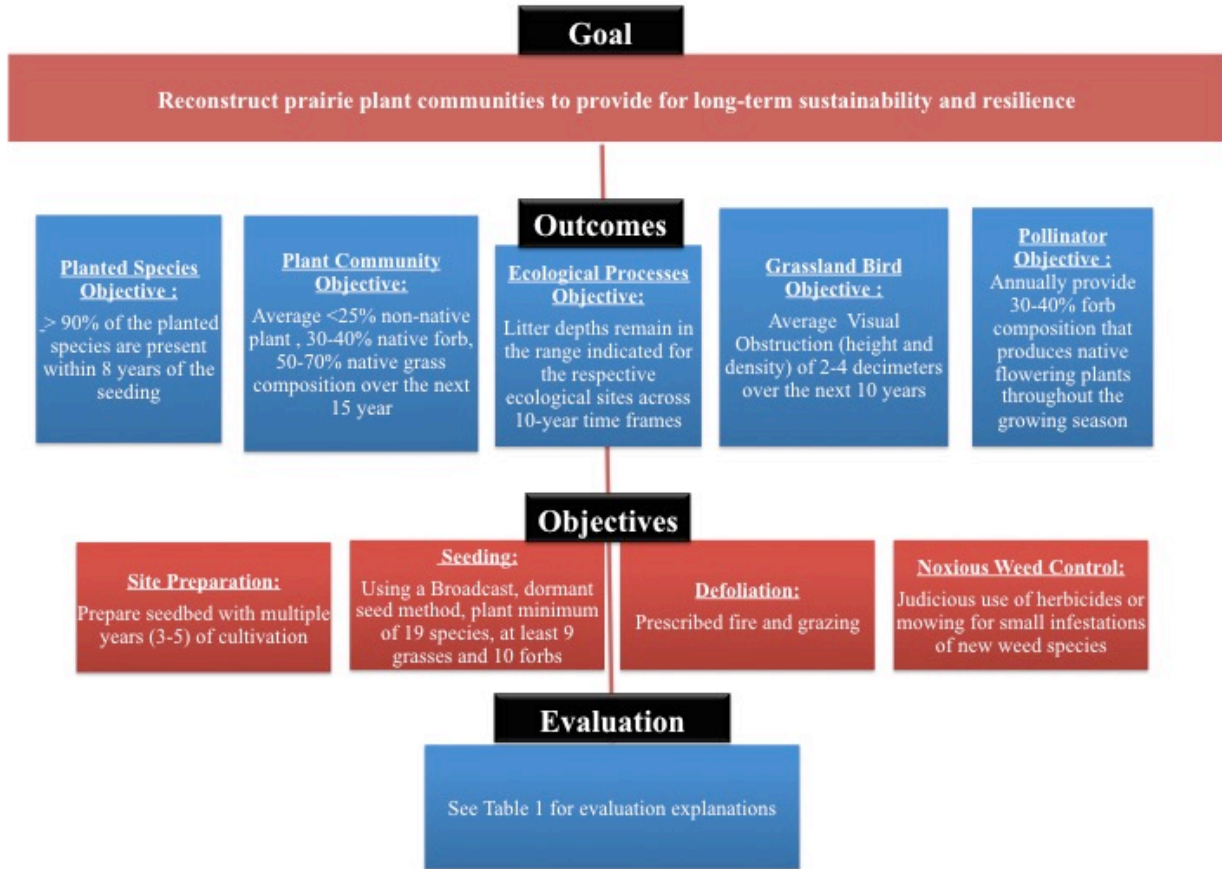 Goal
Reconstruct prairie plant communities to provide for long-term sustainability and resilience
Outcomes
Planted Species
Objective :
> 90% of the planted
species are present
within 8 years of the
seeding
Plant Community
Objective:
Average <25% non-native
plant , 30-40% native forb,
50-70% native grass
composition over the next
15 year
Ecological Processes
Objective:
Litter depths remain in
the range indicated for
the respective
ecological sites across
10-year time frames
Grassland Bird
Objective :
Average Visual
Obstruction (height and
density) of 2-4 decimeters
over the next 10 years
Pollinator
Objective :
Annually provide
30-40% forb
composition that
produces native
flowering plants
throughout the
growing season
Objectives
Site Preparation:
Prepare seedbed with multiple
years (3-5) of cultivation
Seeding:
Using a Broadcast, dormant
seed method, plant minimum
of 19 species, at least 9
grasses and 10 forbs
Defoliation:
Prescribed fire and grazing
Noxious Weed Control:
Judicious use of herbicides or
mowing for small infestations
of new weed species
Evaluation
See Table 1 for evaluation explanations